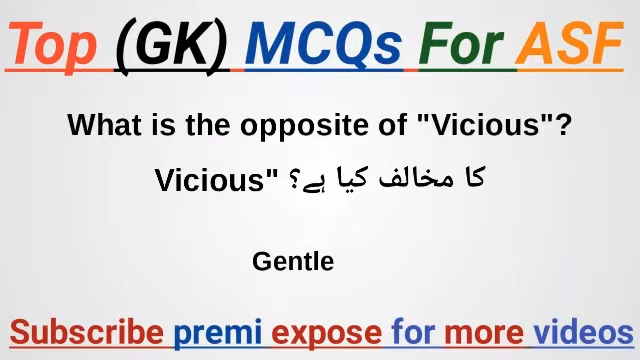 Top (GK) MCQs For ASF
What is the opposite of "Vicious"?
Vicious" کا مخالف کیا ہے؟
Gentle
Subscribe premi expose for more videos